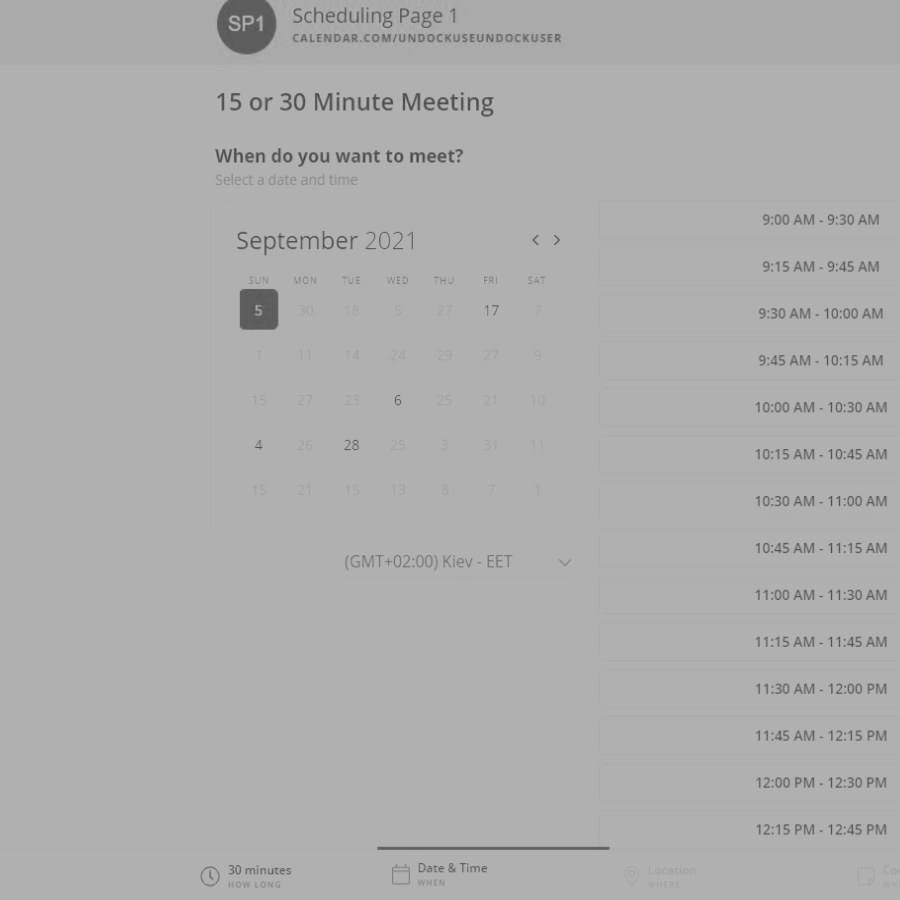 SP1
Scheduling Page 1
CALENDAR.COM/UNDOCKUSEUNDOCKUSER
15 or 30 Minute Meeting
When do you want to meet?
Select a date and time
September 2021
SUN MON TUE WED THU FRI SAT
5 30 18 5 27 17 7
1 11 14 24 29 27 9
15 27 23 6 25 21 10
4 26 28 25 3 31 11
15 21 15 13 8 7 1
(GMT+02:00) Kiev - EET
9:00 AM - 9:30 AM
9:15 AM - 9:45 AM
9:30 AM - 10:00 AM
9:45 AM - 10:15 AM
10:00 AM - 10:30 AM
10:15 AM - 10:45 AM
10:30 AM - 11:00 AM
10:45 AM - 11:15 AM
11:00 AM - 11:30 AM
11:15 AM - 11:45 AM
11:30 AM - 12:00 PM
11:45 AM - 12:15 PM
12:00 PM - 12:30 PM
12:15 PM - 12:45 PM
30 minutes
HOW LONG
Date & Time
WHEN
Location
WHERE